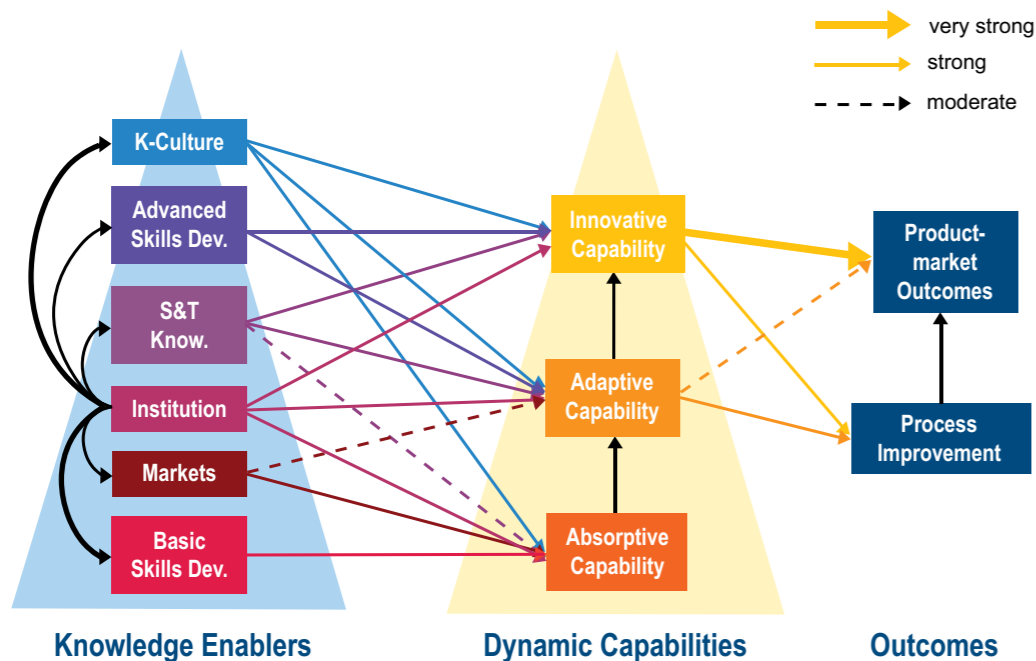 very strong
strong
moderate
K-Culture
Advanced
Skills Dev.
S&T
Know.
Institution
Markets
Basic
Skills Dev.
Innovative
Capability
Adaptive
Capability
Absorptive
Capability
Product-
market
Outcomes
Process
Improvement
Knowledge Enablers
Dynamic Capabilities
Outcomes